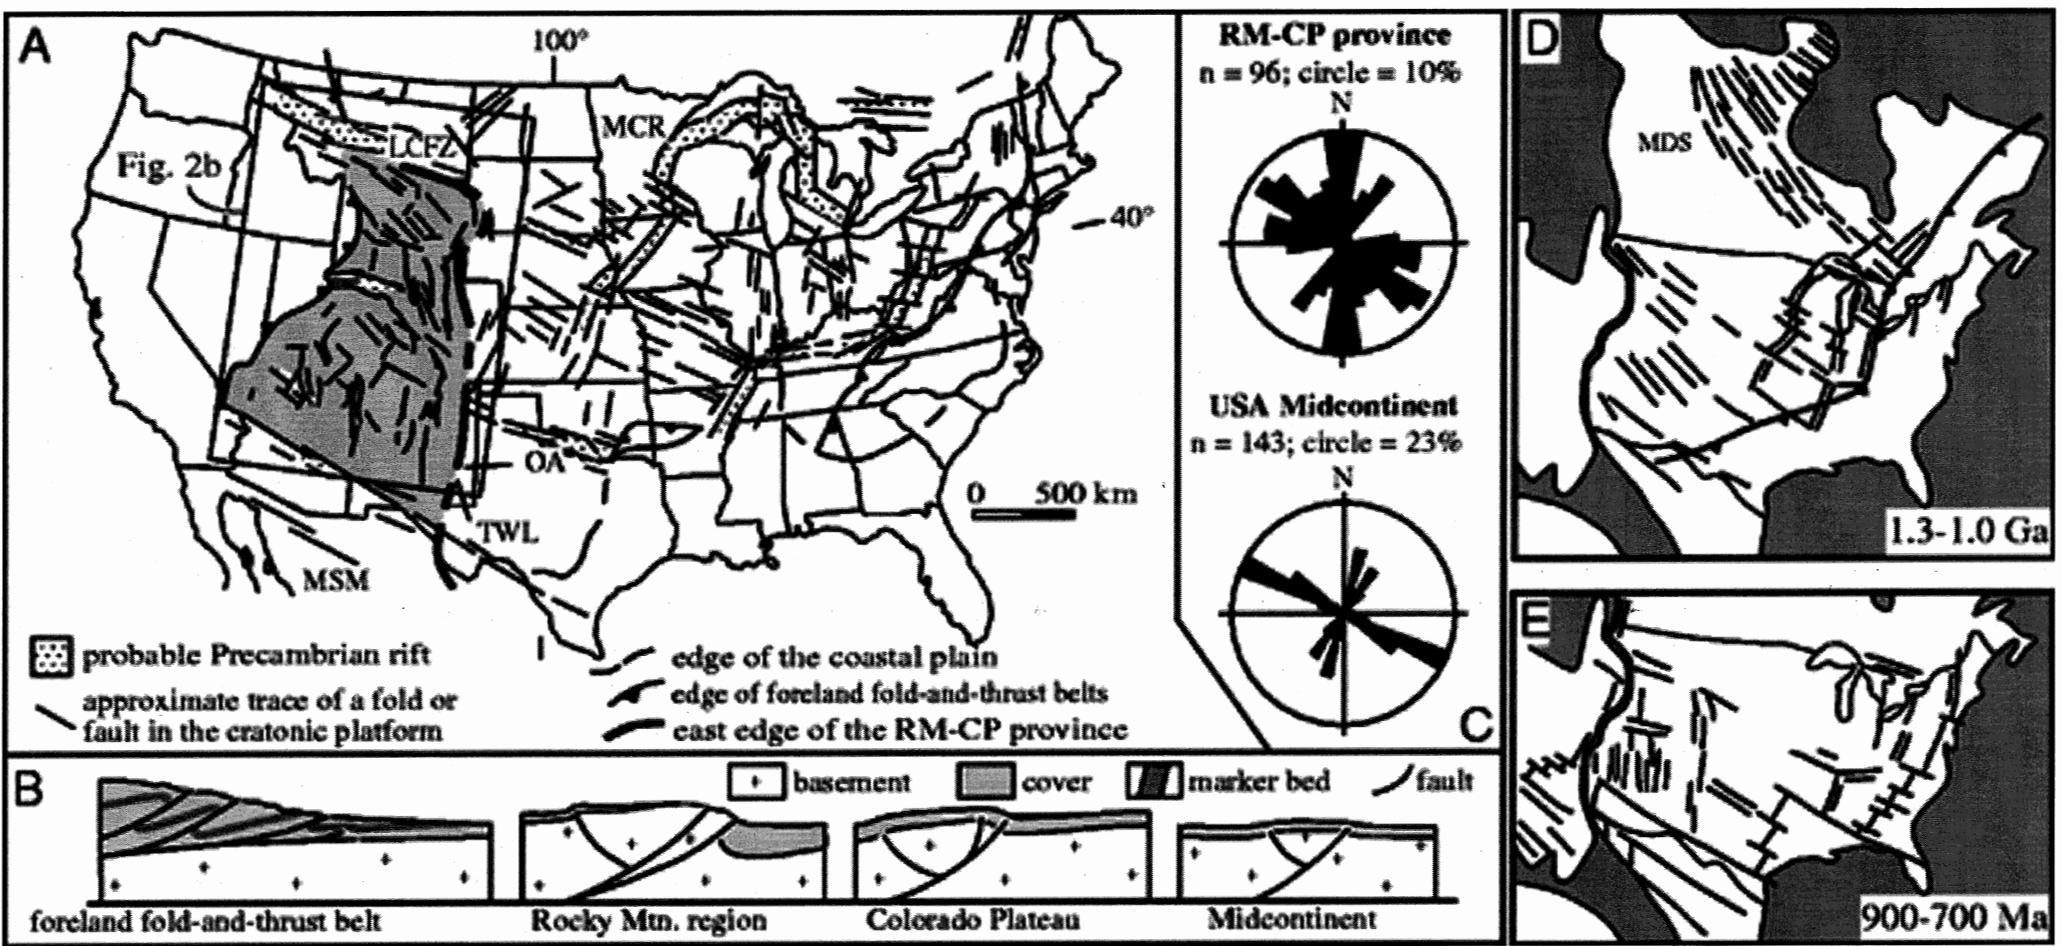 A
100°
MCR
LCFZ
Fig. 2b
40°
OA
0 500 km
TWL
MSM
probable Precambrian rift
approximate trace of a fold or
fault in the cratonic platform
edge of the coastal plain
edge of foreland fold-and-thrust belts
east edge of the RM-CP province
RM-CP province
n = 96; circle = 10%
N
USA Midcontinent
n = 143; circle = 23%
N
C
B
basement
cover
marker bed
fault
foreland fold-and-thrust belt
Rocky Mtn. region
Colorado Plateau
Midcontinent
D
MDS
1.3-1.0 Ga
E
900-700 Ma